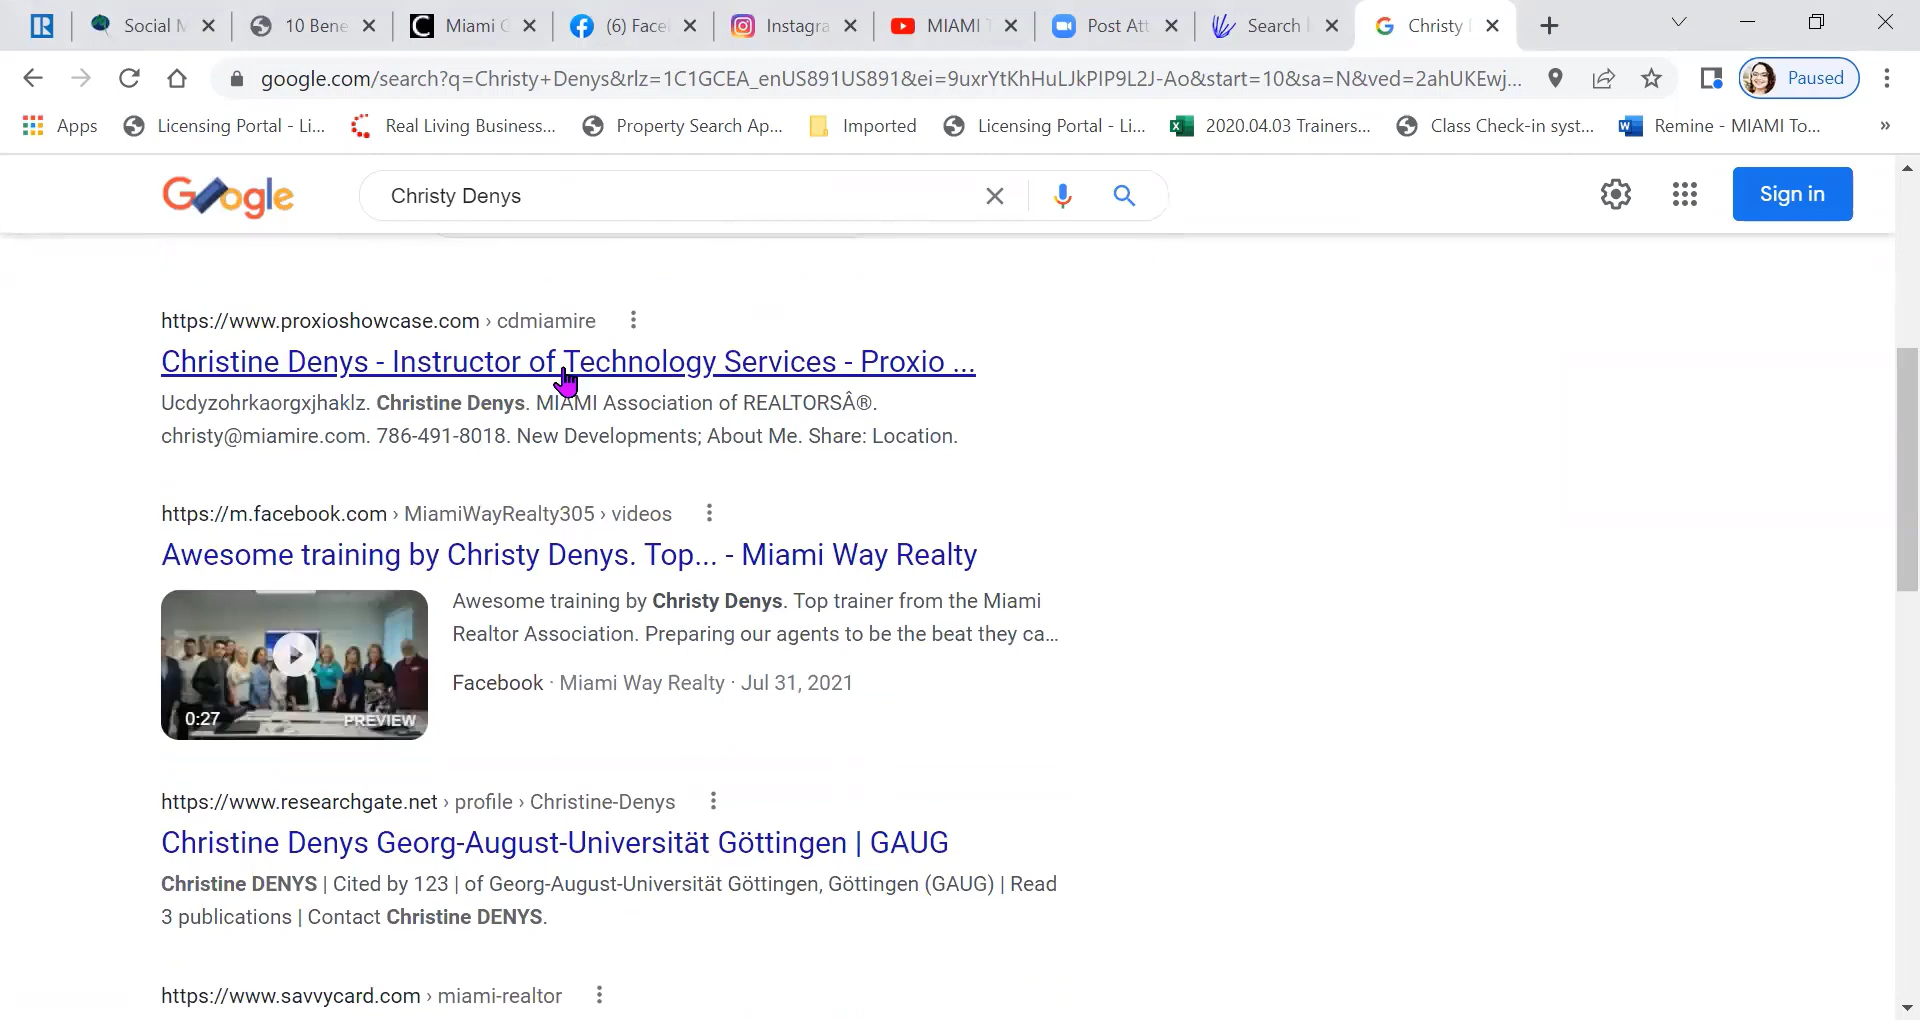 Social M
10 Bene
Miami C
(6) Face
Instagra
MIAMI T
Post Att
Search
Christy
google.com/search?q=Christy+Denys&rlz=1C1GCEA_enUS891US891&ei=9uxrYtKhHuLJkPIP9L2J-Ao&start=10&sa=N&ved=2ahUKEwj...
Paused
Apps
Licensing Portal - Li...
Real Living Business...
Property Search Ap...
Imported
Licensing Portal - Li...
2020.04.03 Trainers...
Class Check-in syst...
Remine - MIAMI To...
»
Google
Christy Denys
Sign in
https://www.proxioshowcase.com › cdmiamire
Christine Denys - Instructor of Technology Services - Proxio ...
Ucdyzohrkaorgxjhaklz. Christine Denys. MIAMI Association of REALTORSÂ®.
christy@miamire.com. 786-491-8018. New Developments; About Me. Share: Location.
https://m.facebook.com › MiamiWayRealty305 › videos
Awesome training by Christy Denys. Top... - Miami Way Realty
0:27
PREVIEW
Awesome training by Christy Denys. Top trainer from the Miami
Realtor Association. Preparing our agents to be the beat they ca...
Facebook · Miami Way Realty · Jul 31, 2021
https://www.researchgate.net › profile › Christine-Denys
Christine Denys Georg-August-Universität Göttingen | GAUG
Christine DENYS | Cited by 123 | of Georg-August-Universität Göttingen, Göttingen (GAUG) | Read
3 publications | Contact Christine DENYS.
https://www.savvycard.com › miami-realtor